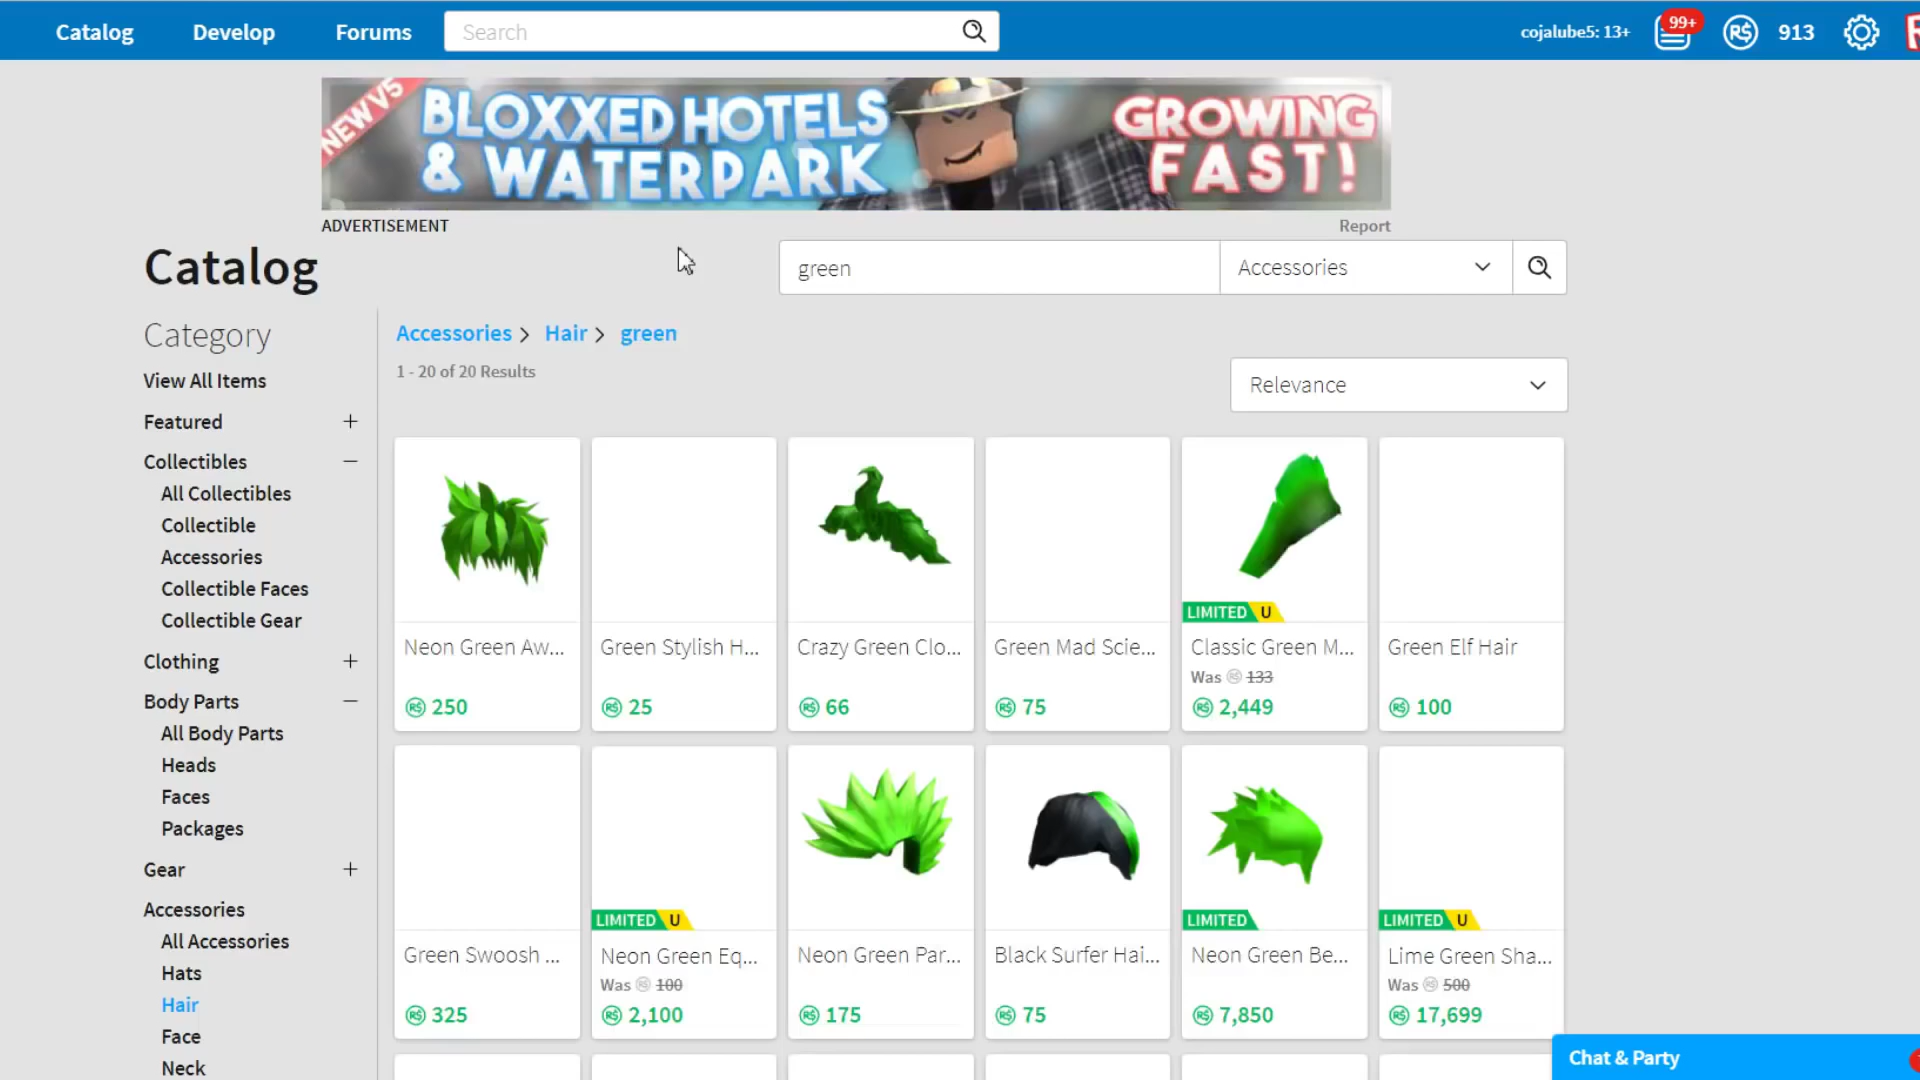 Catalog
Develop
Forums
Search
cojalube5: 13+
99+
R$
913
NEW V5
BLOXXED HOTELS
& WATERPARK
GROWING
FAST!
ADVERTISEMENT
Report
Catalog
green
Accessories
Category
View All Items
Featured
Collectibles
All Collectibles
Collectible
Accessories
Collectible Faces
Collectible Gear
Clothing
Body Parts
All Body Parts
Heads
Faces
Packages
Gear
Accessories
All Accessories
Hats
Hair
Face
Neck
Accessories > Hair > green
1 - 20 of 20 Results
Relevance
Neon Green Aw...
R$ 250
Green Stylish H...
R$ 25
Crazy Green Clo...
R$ 66
Green Mad Scie...
R$ 75
LIMITED U
Classic Green M...
Was R$ 133
R$ 2,449
Green Elf Hair
R$ 100
Green Swoosh ...
R$ 325
LIMITED U
Neon Green Eq...
Was R$ 100
R$ 2,100
Neon Green Par...
R$ 175
Black Surfer Hai...
R$ 75
LIMITED
Neon Green Be...
R$ 7,850
LIMITED U
Lime Green Sha...
Was R$ 500
R$ 17,699
Chat & Party